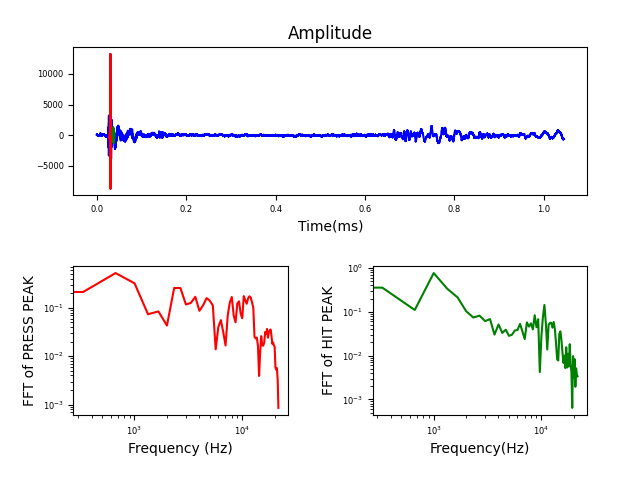 Amplitude
10000
5000
0
−5000
0.0 0.2 0.4 0.6 0.8 1.0
Time(ms)
FFT of PRESS PEAK
10⁻¹
10⁻²
10⁻³
10³ 10⁴
Frequency (Hz)
FFT of HIT PEAK
10⁰
10⁻¹
10⁻²
10⁻³
10³ 10⁴
Frequency(Hz)